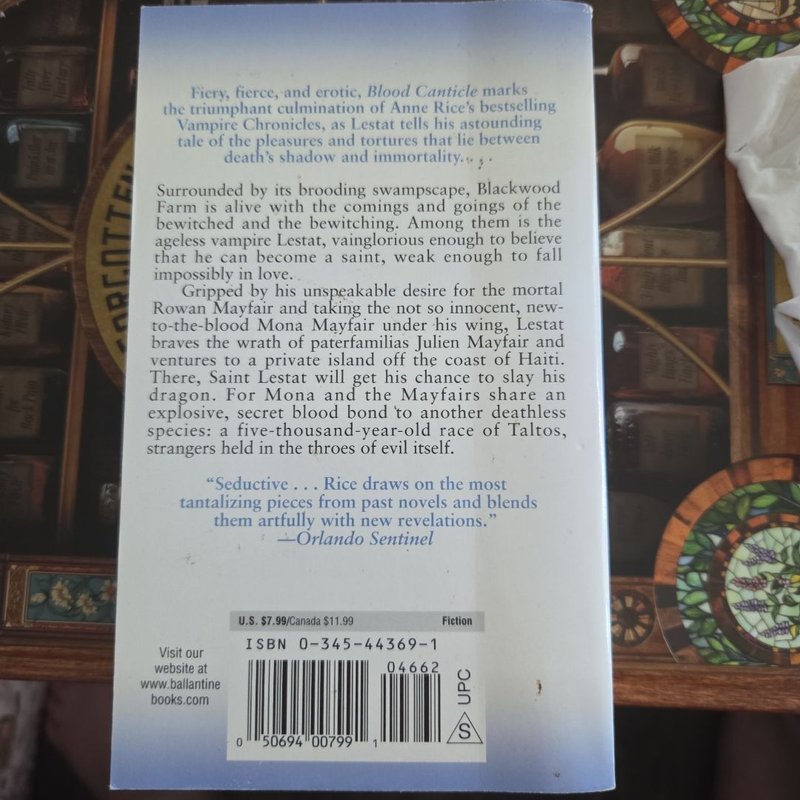 Fiery, fierce, and erotic, Blood Canticle marks
the triumphant culmination of Anne Rice's bestselling
Vampire Chronicles, as Lestat tells his astounding
tale of the pleasures and tortures that lie between
death's shadow and immortality. . .
Surrounded by its brooding swampscape, Blackwood
Farm is alive with the comings and goings of the
bewitched and the bewitching. Among them is the
ageless vampire Lestat, vainglorious enough to believe
that he can become a saint, weak enough to fall
impossibly in love.
Gripped by his unspeakable desire for the mortal
Rowan Mayfair and taking the not so innocent, new-
to-the-blood Mona Mayfair under his wing, Lestat
braves the wrath of paterfamilias Julien Mayfair and
ventures to a private island off the coast of Haiti.
There, Saint Lestat will get his chance to slay his
dragon. For Mona and the Mayfairs share an
explosive, secret blood bond to another deathless
species: a five-thousand-year-old race of Taltos,
strangers held in the throes of evil itself.
"Seductive . . . Rice draws on the most
tantalizing pieces from past novels and blends
them artfully with new revelations."
—Orlando Sentinel
U.S. $7.99/Canada $11.99 Fiction
ISBN 0-345-44369-1
04662
Visit our
website at
www.ballantine
books.com
0 50694 00799 1
S UPC
FORGOTTEN